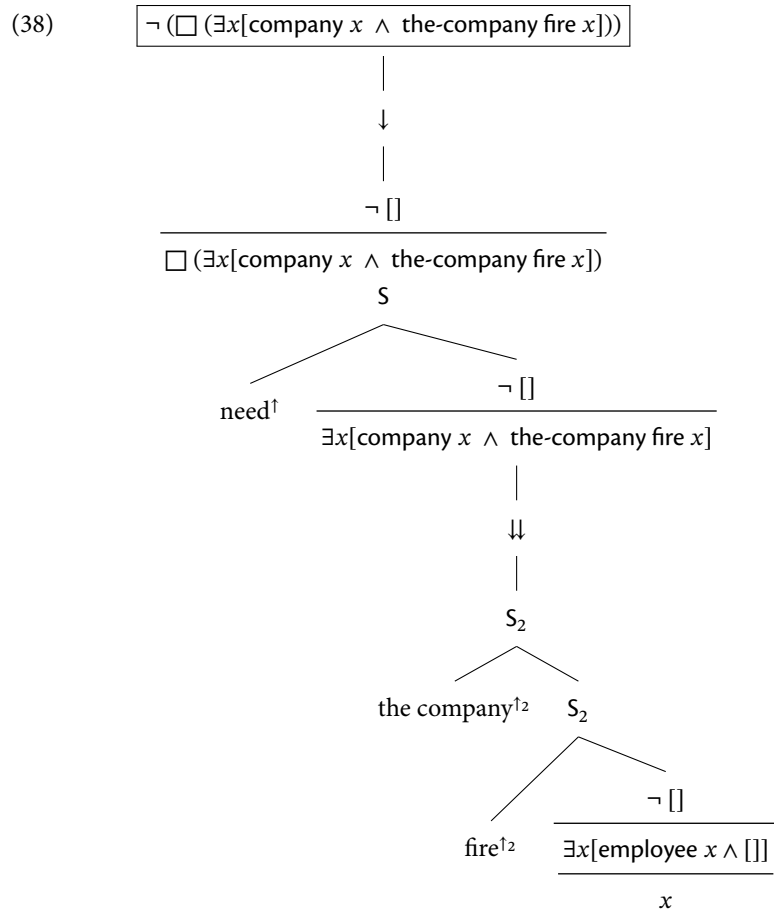 (38) ¬ (□ (∃x[company x ∧ the-company fire x]))
↓
¬ []
□ (∃x[company x ∧ the-company fire x])
S
need↑
¬ []
∃x[company x ∧ the-company fire x]
⇊
S₂
the company↑² S₂
fire↑²
¬ []
∃x[employee x ∧ []]
x